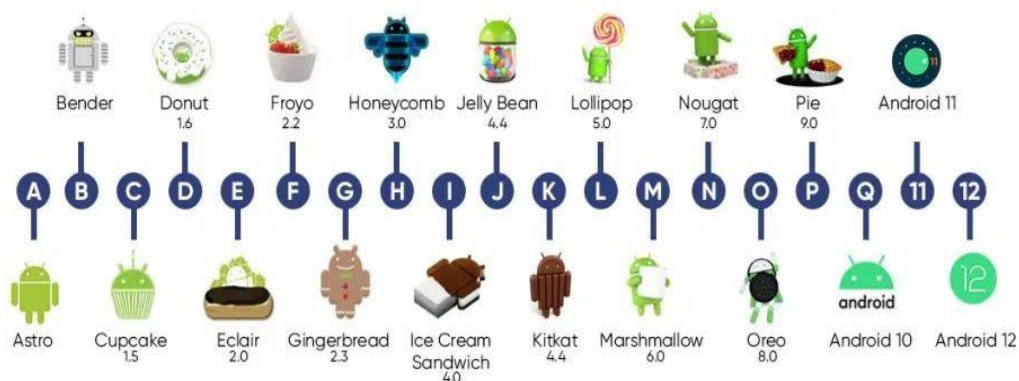 Bender
Donut
1.6
Froyo
2.2
Honeycomb
3.0
Jelly Bean
4.4
Lollipop
5.0
Nougat
7.0
Pie
9.0
11
Android 11
A B C D E F G H I J K L M N O P Q 11 12
Astro
Cupcake
1.5
Eclair
2.0
Gingerbread
2.3
Ice Cream
Sandwich
4.0
Kitkat
4.4
Marshmallow
6.0
Oreo
8.0
android
Android 10
12
Android 12